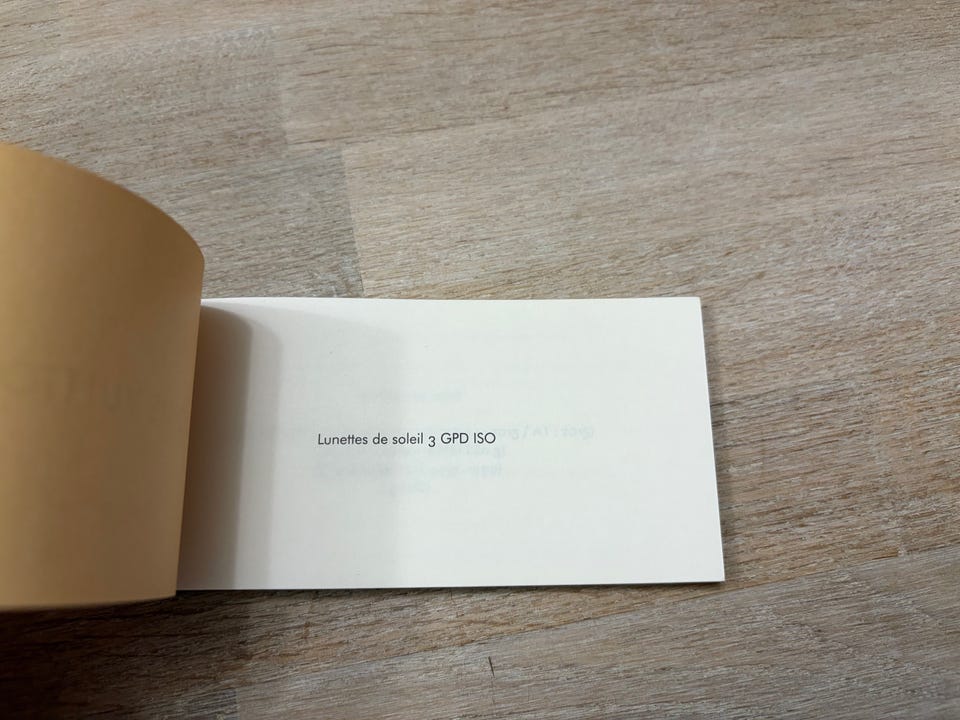 Lunettes de soleil 3 GPD ISO